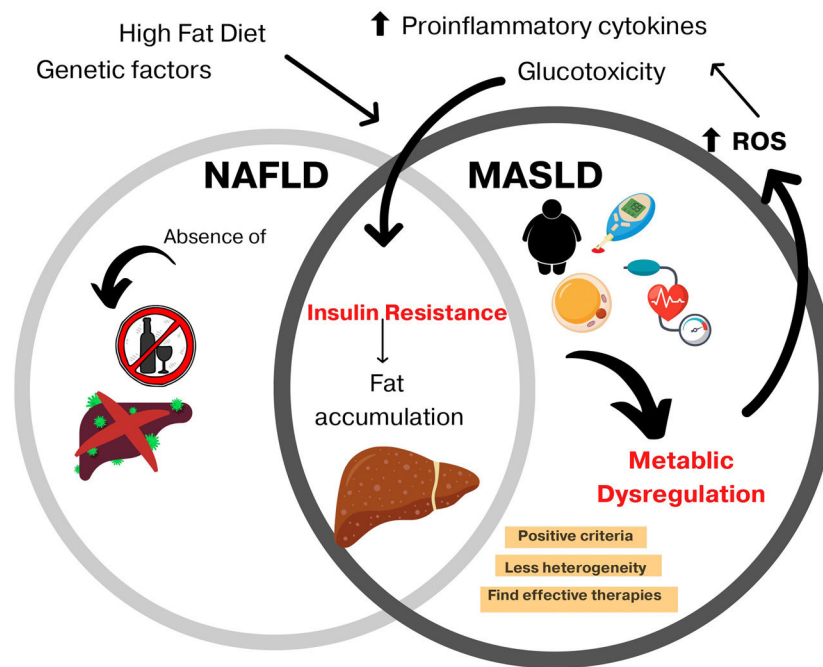 High Fat Diet
Genetic factors
Proinflammatory cytokines
Glucotoxicity
ROS
NAFLD
MASLD
Absence of
Insulin Resistance
Fat
accumulation
Metablic
Dysregulation
Positive criteria
Less heterogeneity
Find effective therapies